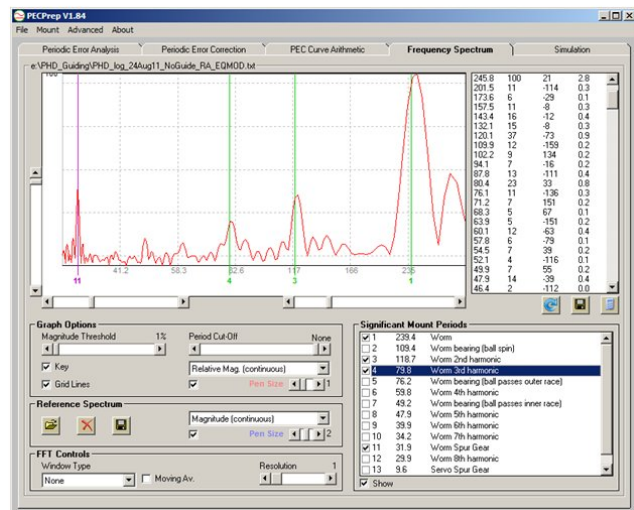 PECPrep V1.84
File Mount Advanced About
Periodic Error Analysis Periodic Error Correction PEC Curve Arithmetic Frequency Spectrum Simulation
e:\PHD_Guiding\PHD_log_24Aug11_NoGuide_RA_EQMOD.txt
100
245.8 100 21 2.8
201.5 11 -114 0.3
173.6 6 -29 0.1
157.5 11 -8 0.3
143.4 16 -12 0.4
132.1 15 -8 0.3
120.1 37 -73 0.9
109.9 12 -159 0.2
102.2 9 134 0.2
94.1 7 -16 0.2
87.8 13 -111 0.4
80.4 23 33 0.8
76.1 11 -136 0.3
71.2 7 151 0.2
68.3 5 67 0.1
63.9 5 -151 0.2
60.1 12 -63 0.4
57.8 6 -79 0.1
54.5 7 39 0.2
52.1 4 -116 0.1
49.9 7 55 0.2
47.9 14 -39 0.4
46.4 2 -112 0.0
41.2 58.3 82.6 117 166 235
11 4 3 1
Graph Options
Magnitude Threshold 1% Period Cut-Off None
Key
Relative Mag. (continuous)
Grid Lines
Pen Size 1
Reference Spectrum
Magnitude (continuous)
Pen Size 2
FFT Controls
Window Type Resolution 1
None
Moving Av.
Significant Mount Periods
1 239.4 Worm
2 109.4 Worm bearing (ball spin)
3 118.7 Worm 2nd harmonic
4 79.8 Worm 3rd harmonic
5 76.2 Worm bearing (ball passes outer race)
6 59.8 Worm 4th harmonic
7 49.2 Worm bearing (ball passes inner race)
8 47.9 Worm 5th harmonic
9 39.9 Worm 6th harmonic
10 34.2 Worm 7th harmonic
11 31.9 Worm Spur Gear
12 29.9 Worm 8th harmonic
13 9.6 Servo Spur Gear
Show